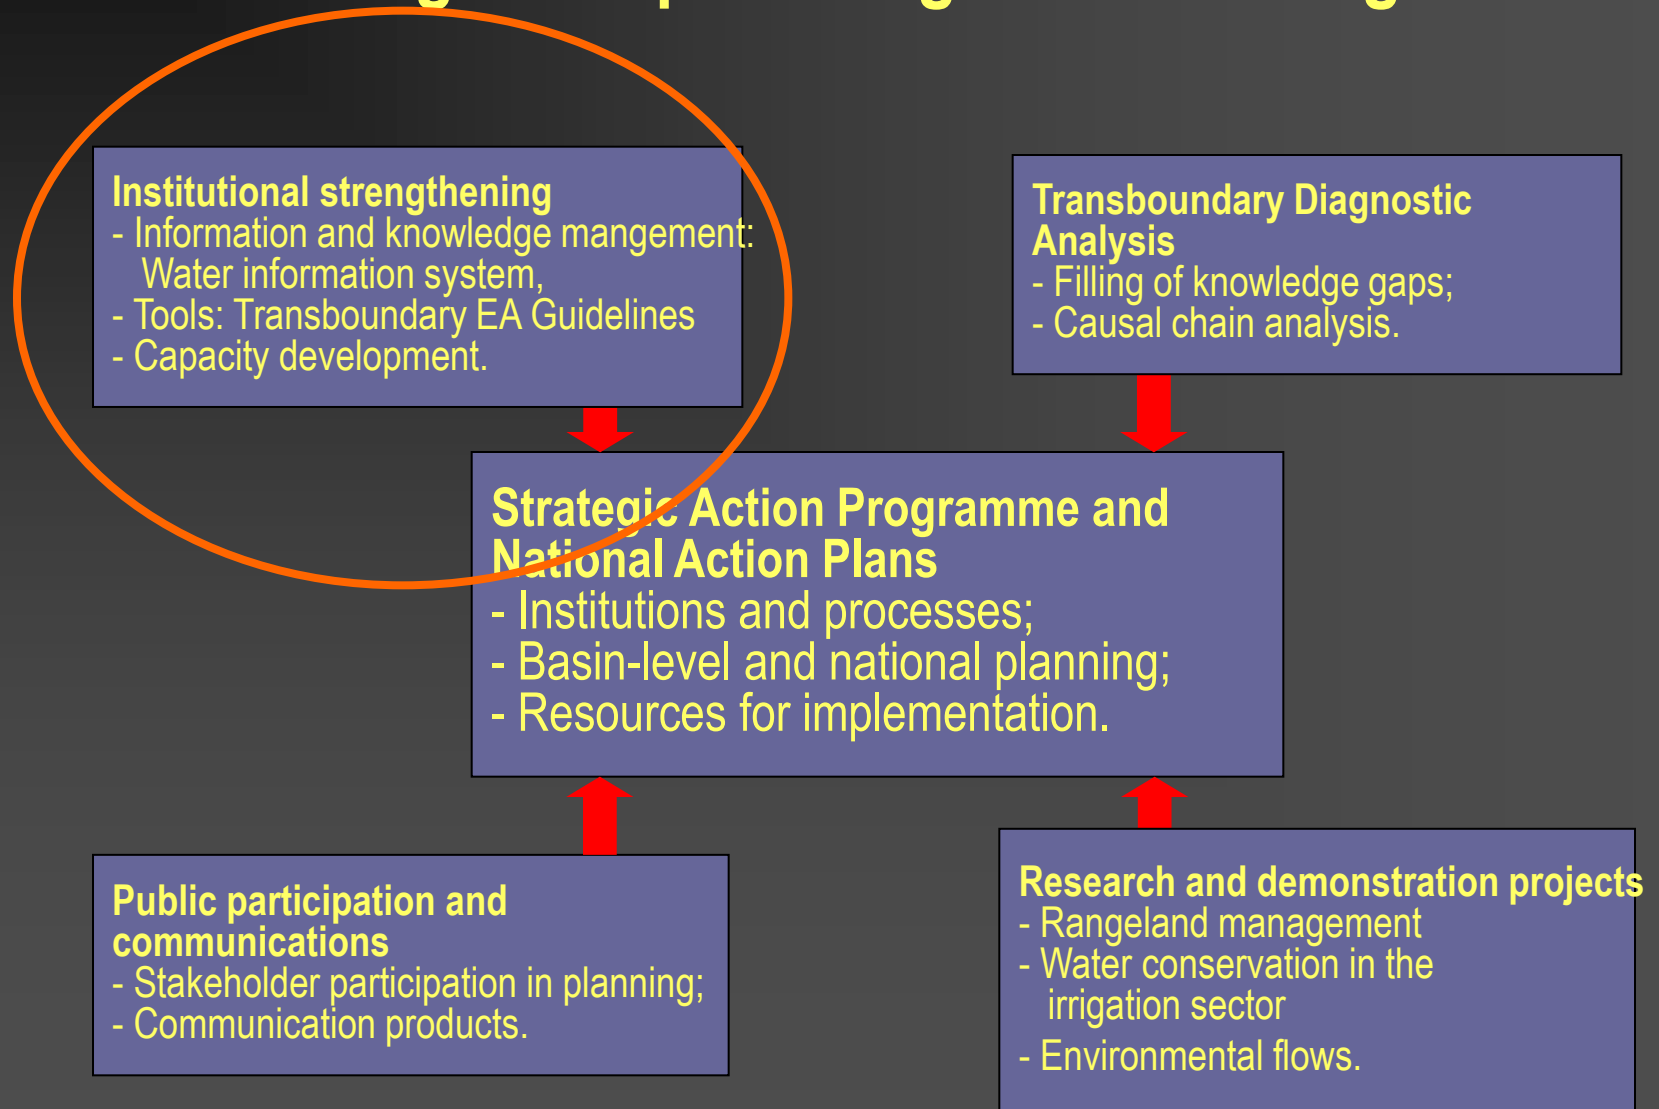 Institutional strengthening
- Information and knowledge mangement:
Water information system,
- Tools: Transboundary EA Guidelines
- Capacity development.
Transboundary Diagnostic
Analysis
- Filling of knowledge gaps;
- Causal chain analysis.
Strategic Action Programme and
National Action Plans
- Institutions and processes;
- Basin-level and national planning;
- Resources for implementation.
Public participation and
communications
- Stakeholder participation in planning;
- Communication products.
Research and demonstration projects
- Rangeland management
- Water conservation in the
irrigation sector
- Environmental flows.